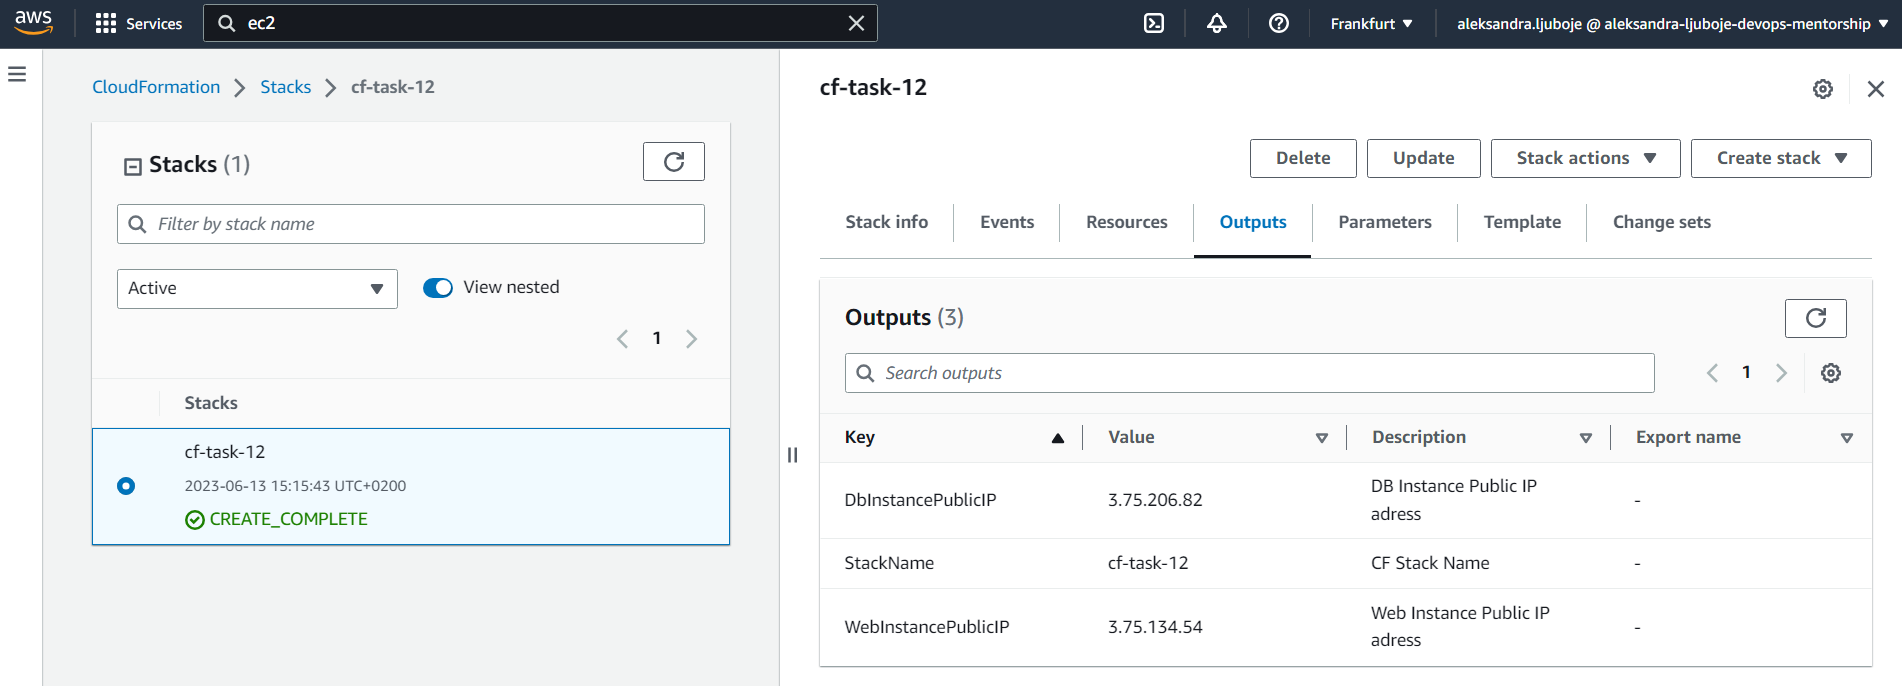 aws
Services
ec2
Frankfurt
aleksandra.ljuboje @ aleksandra-ljuboje-devops-mentorship
CloudFormation
Stacks
cf-task-12
Stacks (1)
Filter by stack name
Active
View nested
1
Stacks
cf-task-12
2023-06-13 15:15:43 UTC+0200
CREATE_COMPLETE
cf-task-12
Delete
Update
Stack actions
Create stack
Stack info
Events
Resources
Outputs
Parameters
Template
Change sets
Outputs (3)
Search outputs
1
Key
Value
Description
Export name
DbInstancePublicIP
3.75.206.82
DB Instance Public IP
adress
-
StackName
cf-task-12
CF Stack Name
-
WebInstancePublicIP
3.75.134.54
Web Instance Public IP
adress
-